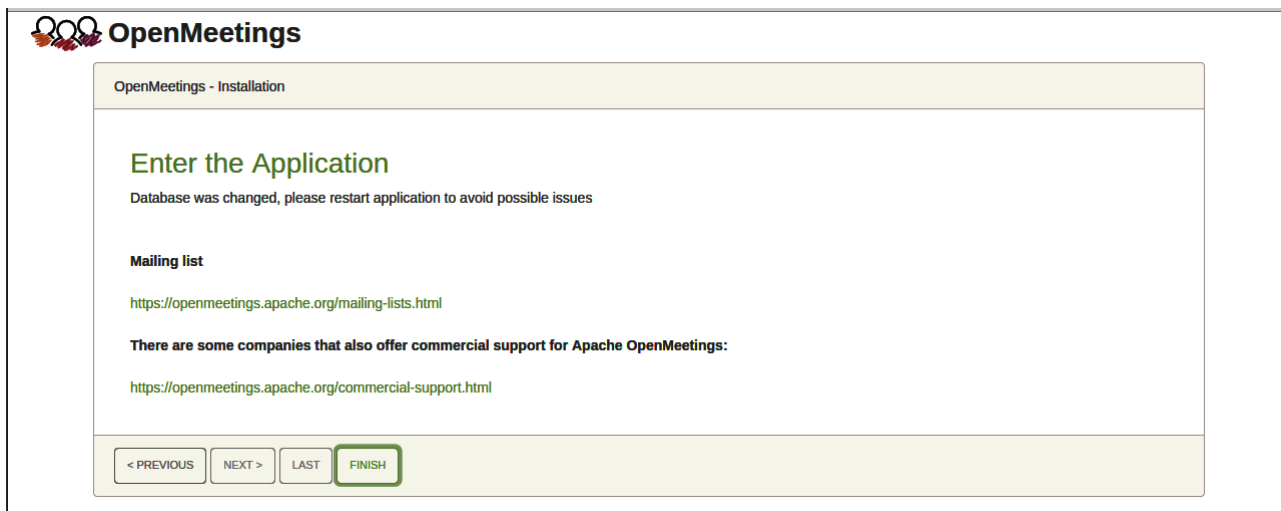 OpenMeetings
OpenMeetings - Installation
Enter the Application
Database was changed, please restart application to avoid possible issues
Mailing list
https://openmeetings.apache.org/mailing-lists.html
There are some companies that also offer commercial support for Apache OpenMeetings:
https://openmeetings.apache.org/commercial-support.html
< PREVIOUS NEXT > LAST FINISH